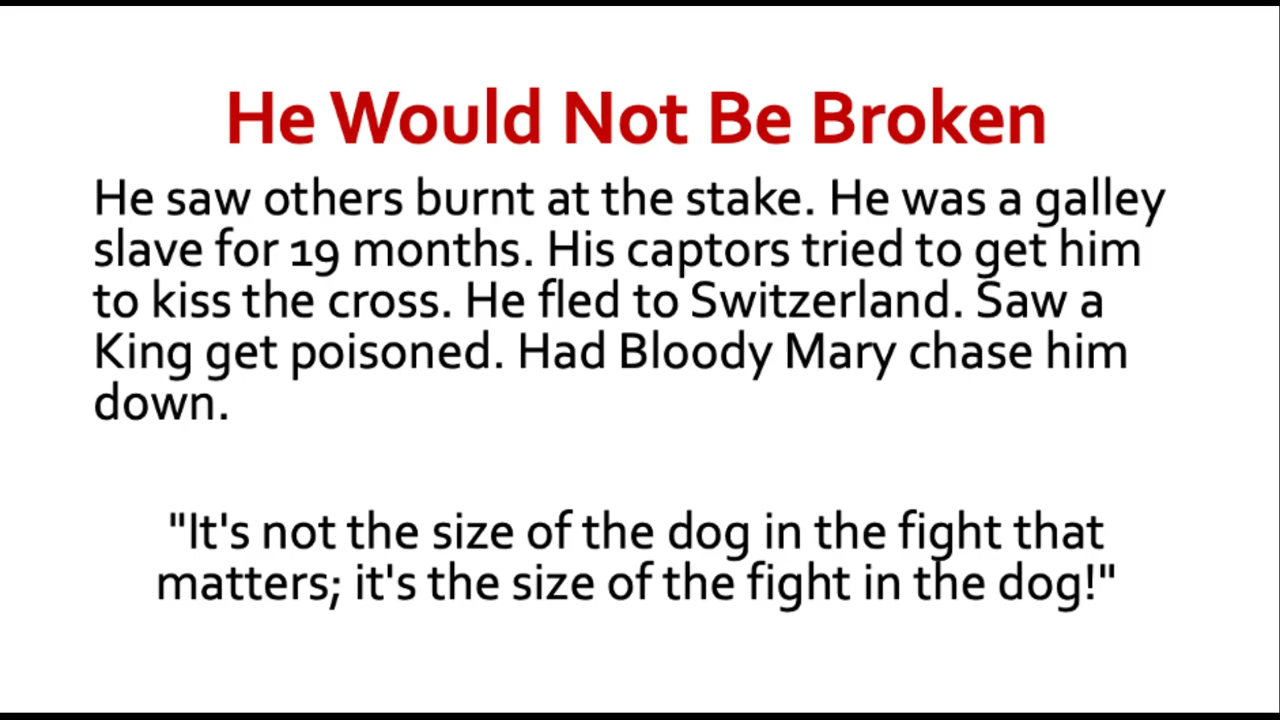 He Would Not Be Broken
He saw others burnt at the stake. He was a galley
slave for 19 months. His captors tried to get him
to kiss the cross. He fled to Switzerland. Saw a
King get poisoned. Had Bloody Mary chase him
down.
"It's not the size of the dog in the fight that
matters; it's the size of the fight in the dog!"